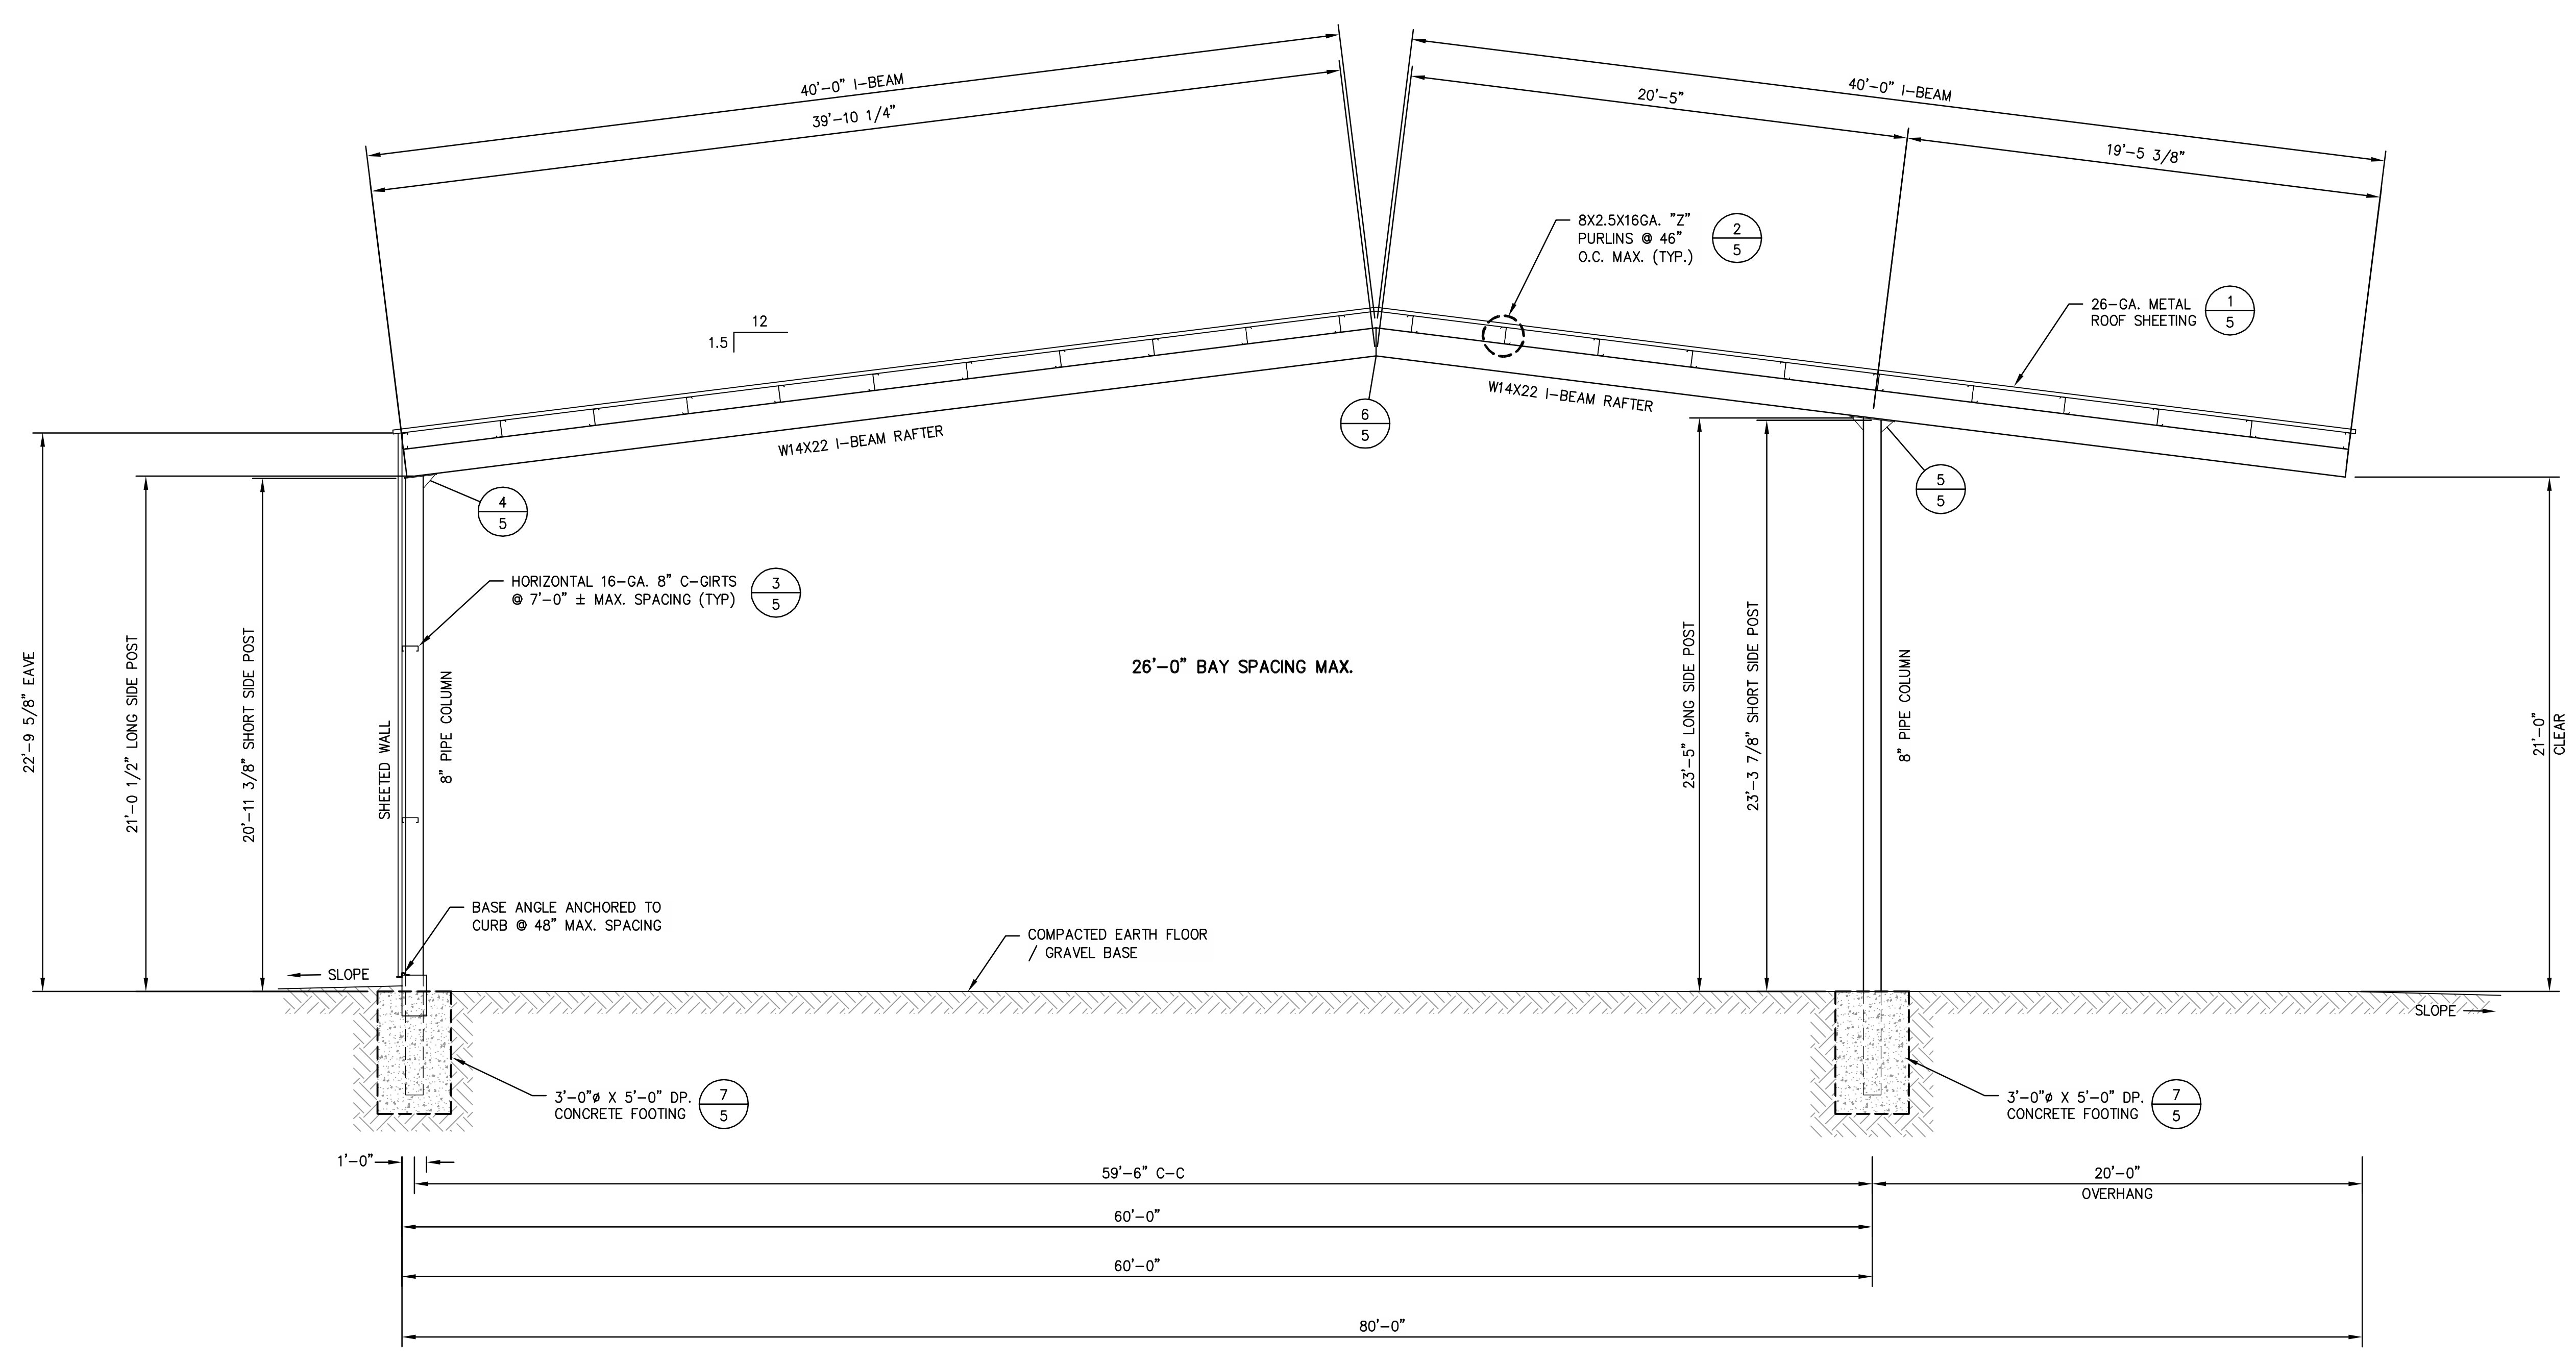 40'-0" I-BEAM
39'-10 1/4"
40'-0" I-BEAM
20'-5"
19'-5 3/8"
8X2.5X16GA. "Z"
PURLINS @ 46"
O.C. MAX. (TYP.)
2
5
26-GA. METAL
ROOF SHEETING
1
5
12
1.5
W14X22 I-BEAM RAFTER
W14X22 I-BEAM RAFTER
6
5
4
5
5
5
HORIZONTAL 16-GA. 8" C-GIRTS
@ 7'-0" ± MAX. SPACING (TYP)
3
5
22'-9 5/8" EAVE
21'-0 1/2" LONG SIDE POST
20'-11 3/8" SHORT SIDE POST
SHEETED WALL
8" PIPE COLUMN
26'-0" BAY SPACING MAX.
23'-5" LONG SIDE POST
23'-3 7/8" SHORT SIDE POST
8" PIPE COLUMN
21'-0"
CLEAR
BASE ANGLE ANCHORED TO
CURB @ 48" MAX. SPACING
COMPACTED EARTH FLOOR
/ GRAVEL BASE
SLOPE
SLOPE
3'-0"ø X 5'-0" DP.
CONCRETE FOOTING
7
5
3'-0"ø X 5'-0" DP.
CONCRETE FOOTING
7
5
1'-0"
59'-6" C-C
20'-0"
OVERHANG
60'-0"
60'-0"
80'-0"